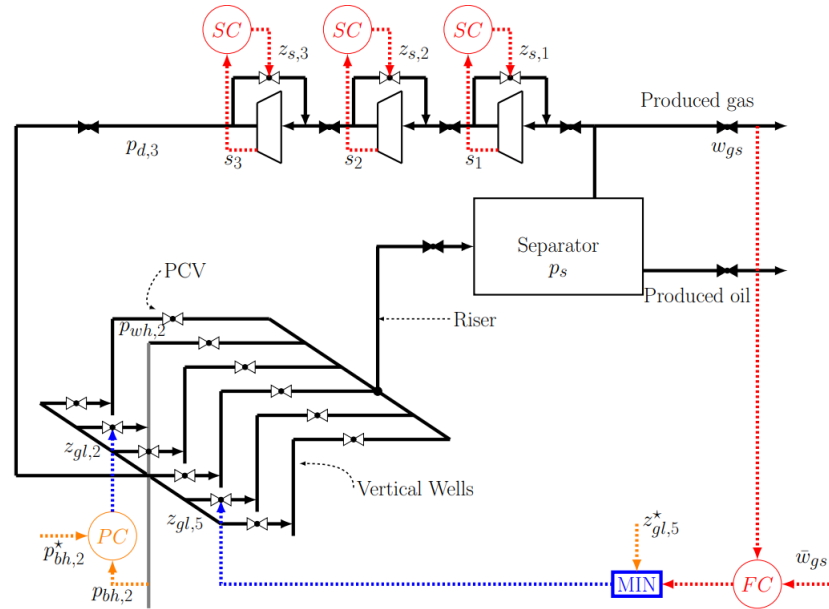 SC
SC
SC
z_{s,3}
z_{s,2}
z_{s,1}
Produced gas
p_{d,3}
s_3
s_2
s_1
w_{gs}
Separator
p_s
PCV
Produced oil
p_{wh,2}
Riser
z_{gl,2}
Vertical Wells
z_{gl,5}
z^{⋆}_{gl,5}
PC
p^{⋆}_{bh,2}
w̄_{gs}
MIN
FC
p_{bh,2}